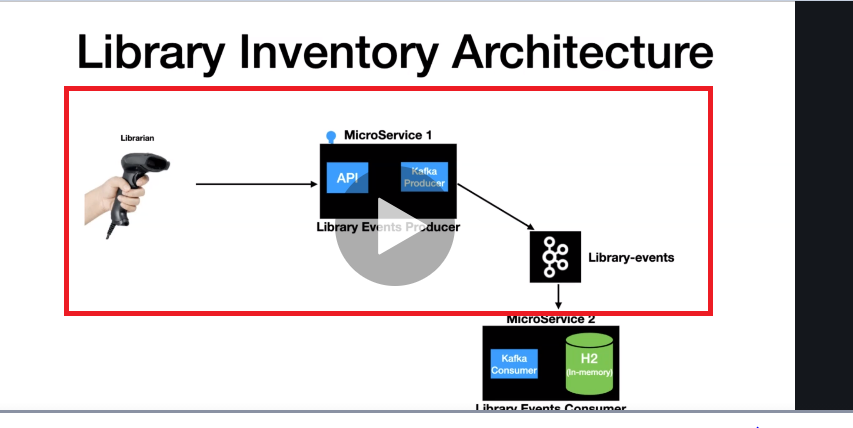 Library Inventory Architecture
Librarian
MicroService 1
API
Kafka
Producer
Library Events Producer
Library-events
MicroService 2
Kafka
Consumer
H2
(In-memory)
Library Events Consumer